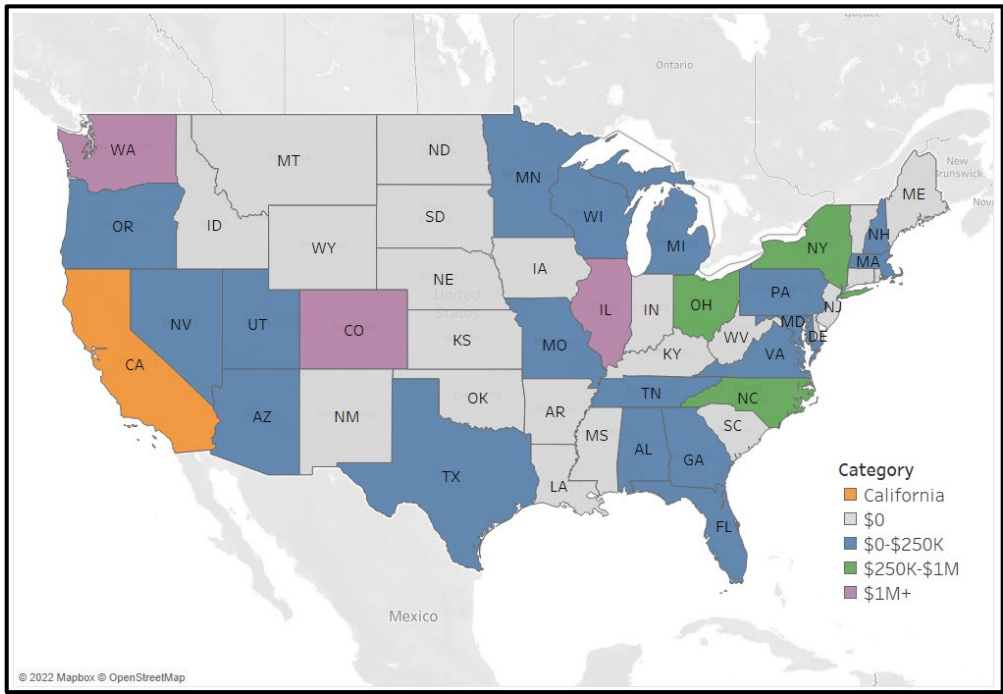 Québec
Ontario
New
Brunswick
Nov
WA
MT
ND
MN
ME
OR
ID
SD
WI
NH
WY
MI
NY
MA
IA
NE
PA
United
States
NV
UT
CO
IL
IN
OH
NJ
MD
DE
WV
CA
KS
MO
KY
VA
AZ
NM
OK
TN
NC
AR
SC
MS
AL
GA
TX
LA
FL
Mexico
Category
California
$0
$0-$250K
$250K-$1M
$1M+
© 2022 Mapbox © OpenStreetMap